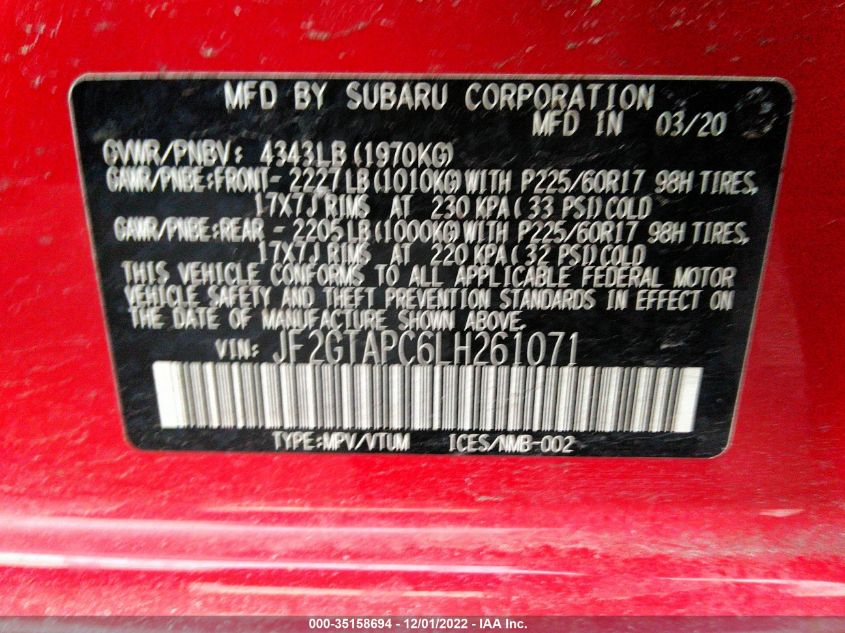 MFD BY SUBARU CORPORATION
MFD IN 03/20
GVWR/PNBV: 4343LB (1970KG)
GAWR/PNBE:FRONT- 2227LB(1010KG)WITH P225/60R17 98H TIRES,
17X7J RIMS AT 230 KPA(33 PSI)COLD
GAWR/PNBE:REAR - 2205LB(1000KG)WITH P225/60R17 98H TIRES,
17X7J RIMS AT 220 KPA(32 PSI)COLD
THIS VEHICLE CONFORMS TO ALL APPLICABLE FEDERAL MOTOR
VEHICLE SAFETY AND THEFT PREVENTION STANDARDS IN EFFECT ON
THE DATE OF MANUFACTURE SHOWN ABOVE.
VIN: JF2GTAPC6LH261071
TYPE:MPV/VTUM ICES/NMB-002
000-35158694 - 12/01/2022 - IAA Inc.